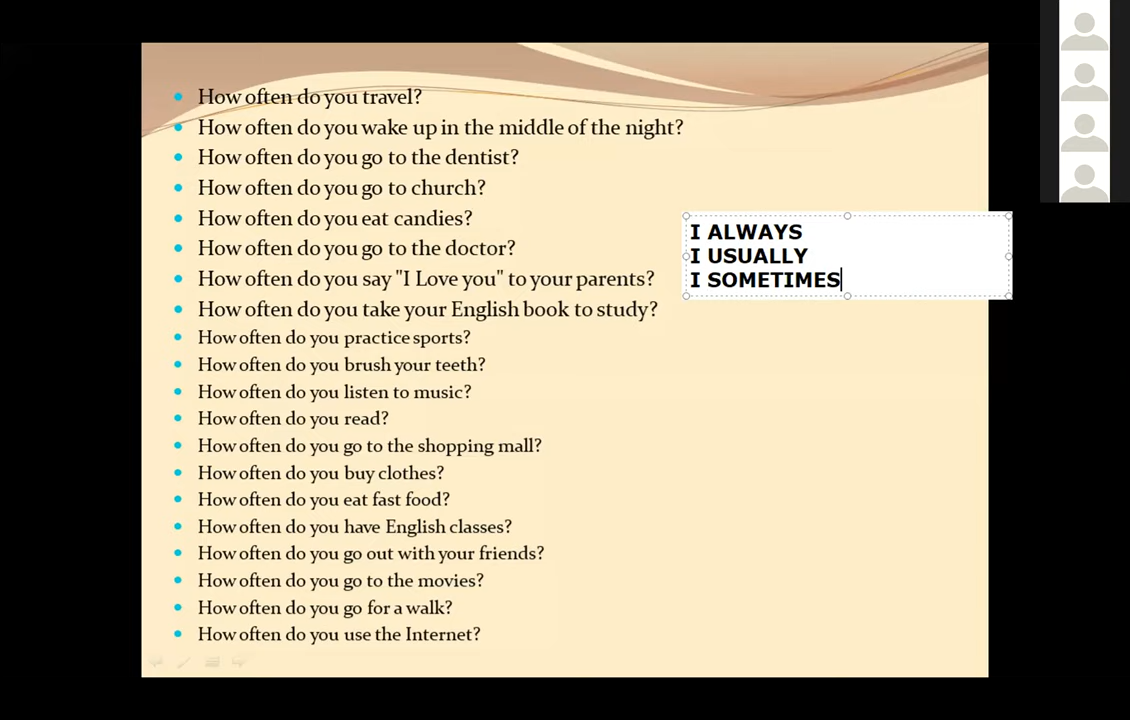 How often do you travel?
How often do you wake up in the middle of the night?
How often do you go to the dentist?
How often do you go to church?
How often do you eat candies?
How often do you go to the doctor?
How often do you say "I Love you" to your parents?
How often do you take your English book to study?
How often do you practice sports?
How often do you brush your teeth?
How often do you listen to music?
How often do you read?
How often do you go to the shopping mall?
How often do you buy clothes?
How often do you eat fast food?
How often do you have English classes?
How often do you go out with your friends?
How often do you go to the movies?
How often do you go for a walk?
How often do you use the Internet?
I ALWAYS
I USUALLY
I SOMETIMES